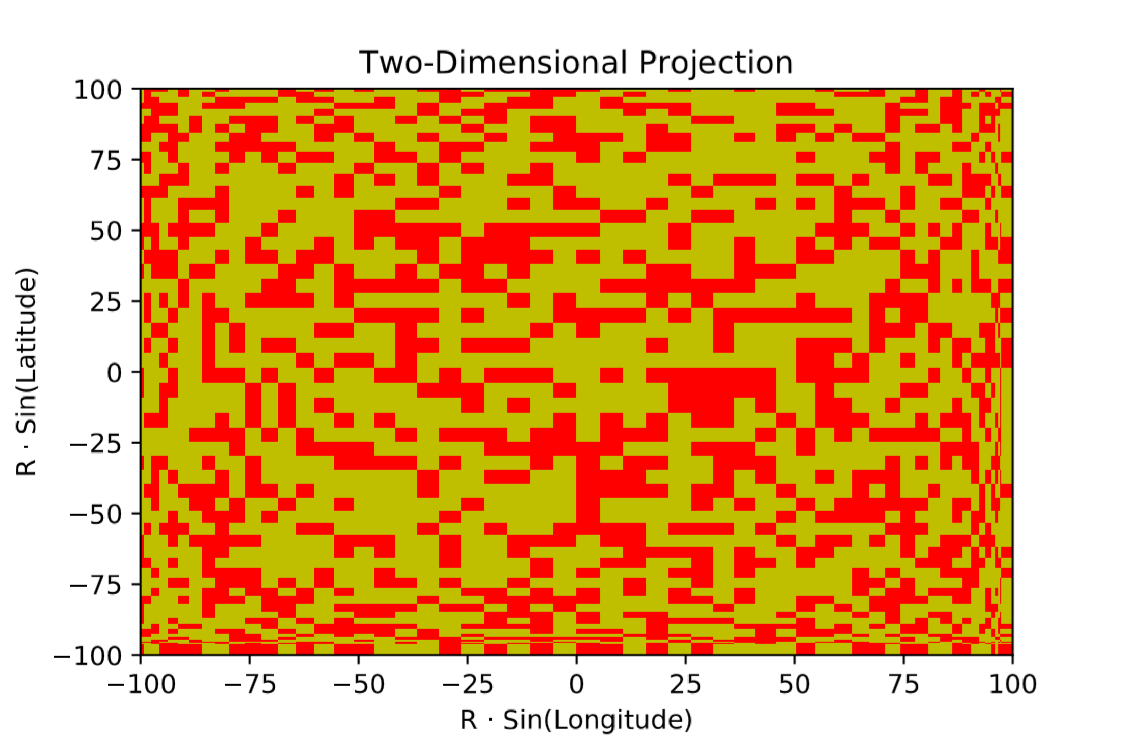 Two-Dimensional Projection
100
75
50
25
0
−25
−50
−75
−100
R · Sin(Latitude)
−100 −75 −50 −25 0 25 50 75 100
R · Sin(Longitude)